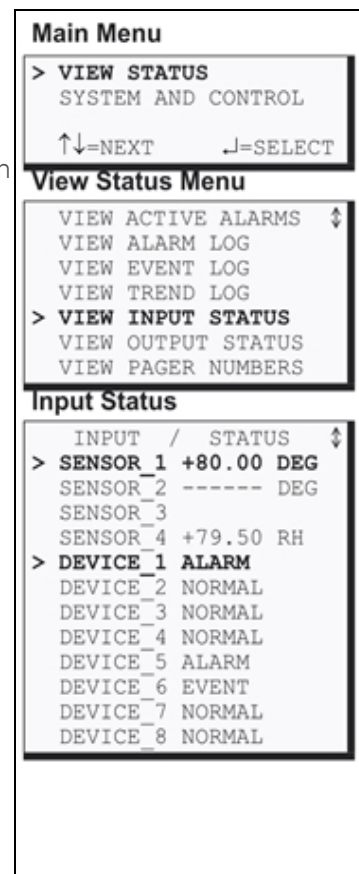 Main Menu
> VIEW STATUS
SYSTEM AND CONTROL
↑↓=NEXT ↵=SELECT
n
View Status Menu
VIEW ACTIVE ALARMS ↕
VIEW ALARM LOG
VIEW EVENT LOG
VIEW TREND LOG
> VIEW INPUT STATUS
VIEW OUTPUT STATUS
VIEW PAGER NUMBERS
Input Status
INPUT / STATUS ↕
> SENSOR_1 +80.00 DEG
SENSOR_2 ------ DEG
SENSOR_3
SENSOR_4 +79.50 RH
> DEVICE_1 ALARM
DEVICE_2 NORMAL
DEVICE_3 NORMAL
DEVICE_4 NORMAL
DEVICE_5 ALARM
DEVICE_6 EVENT
DEVICE_7 NORMAL
DEVICE_8 NORMAL